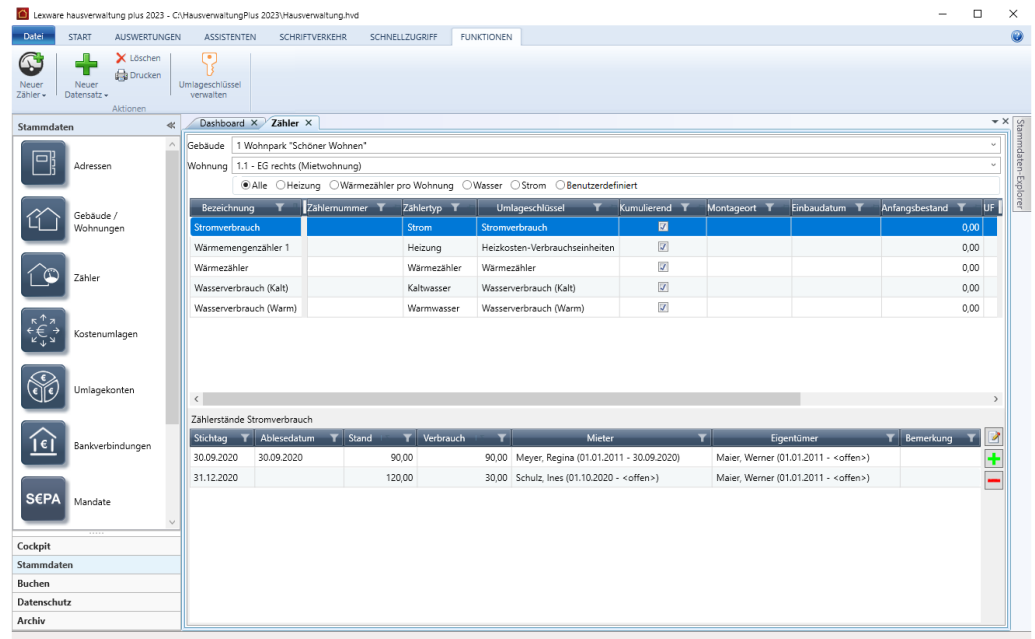 Lexware hausverwaltung plus 2023 - C:\HausverwaltungPlus 2023\Hausverwaltung.hvd
Datei START AUSWERTUNGEN ASSISTENTEN SCHRIFTVERKEHR SCHNELLZUGRIFF FUNKTIONEN
Neuer Zähler
Neuer Datensatz
Löschen
Drucken
Umlageschlüssel verwalten
Aktionen
Stammdaten
Adressen
Gebäude /
Wohnungen
Zähler
Kostenumlagen
Umlagekonten
Bankverbindungen
S€PA Mandate
Cockpit
Stammdaten
Buchen
Datenschutz
Archiv
Dashboard X Zähler X
Gebäude 1 Wohnpark "Schöner Wohnen"
Wohnung 1.1 - EG rechts (Mietwohnung)
Alle Heizung Wärmezähler pro Wohnung Wasser Strom Benutzerdefiniert
Bezeichnung Zählernummer Zählertyp Umlageschlüssel Kumulierend Montageort Einbaudatum Anfangsbestand UF
Stromverbrauch Strom Stromverbrauch 0,00
Wärmemengenzähler 1 Heizung Heizkosten-Verbrauchseinheiten 0,00
Wärmezähler Wärmezähler Wärmezähler 0,00
Wasserverbrauch (Kalt) Kaltwasser Wasserverbrauch (Kalt) 0,00
Wasserverbrauch (Warm) Warmwasser Wasserverbrauch (Warm) 0,00
Zählerstände Stromverbrauch
Stichtag Ablesedatum Stand Verbrauch Mieter Eigentümer Bemerkung
30.09.2020 30.09.2020 90,00 90,00 Meyer, Regina (01.01.2011 - 30.09.2020) Maier, Werner (01.01.2011 - <offen>)
31.12.2020 120,00 30,00 Schulz, Ines (01.10.2020 - <offen>) Maier, Werner (01.01.2011 - <offen>)
Stammdaten-Explorer